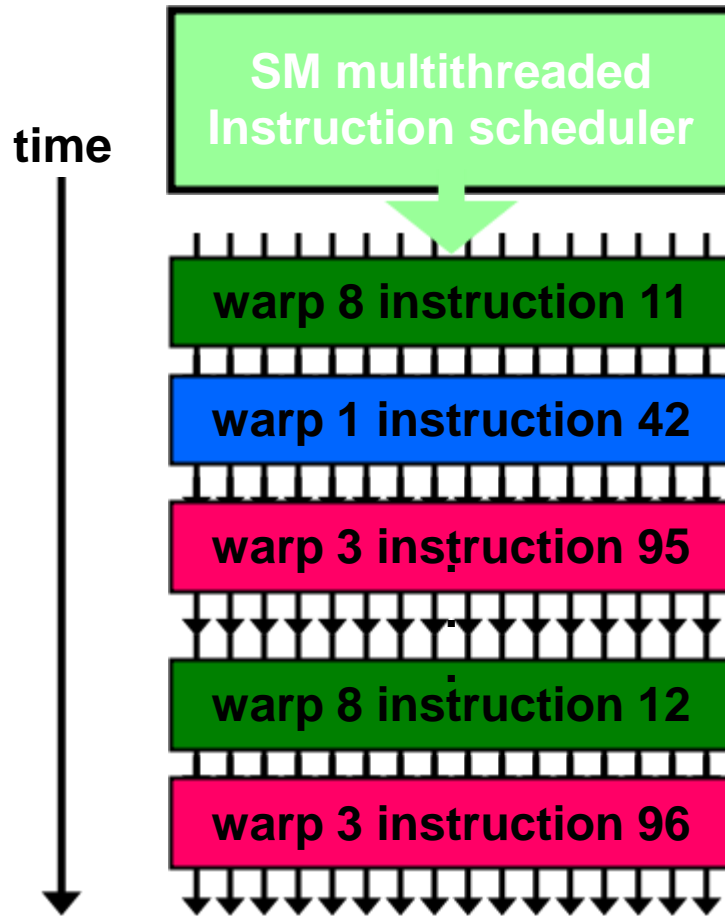 SM multithreaded
Instruction scheduler
time
warp 8 instruction 11
warp 1 instruction 42
warp 3 instruction 95
.
.
.
warp 8 instruction 12
warp 3 instruction 96